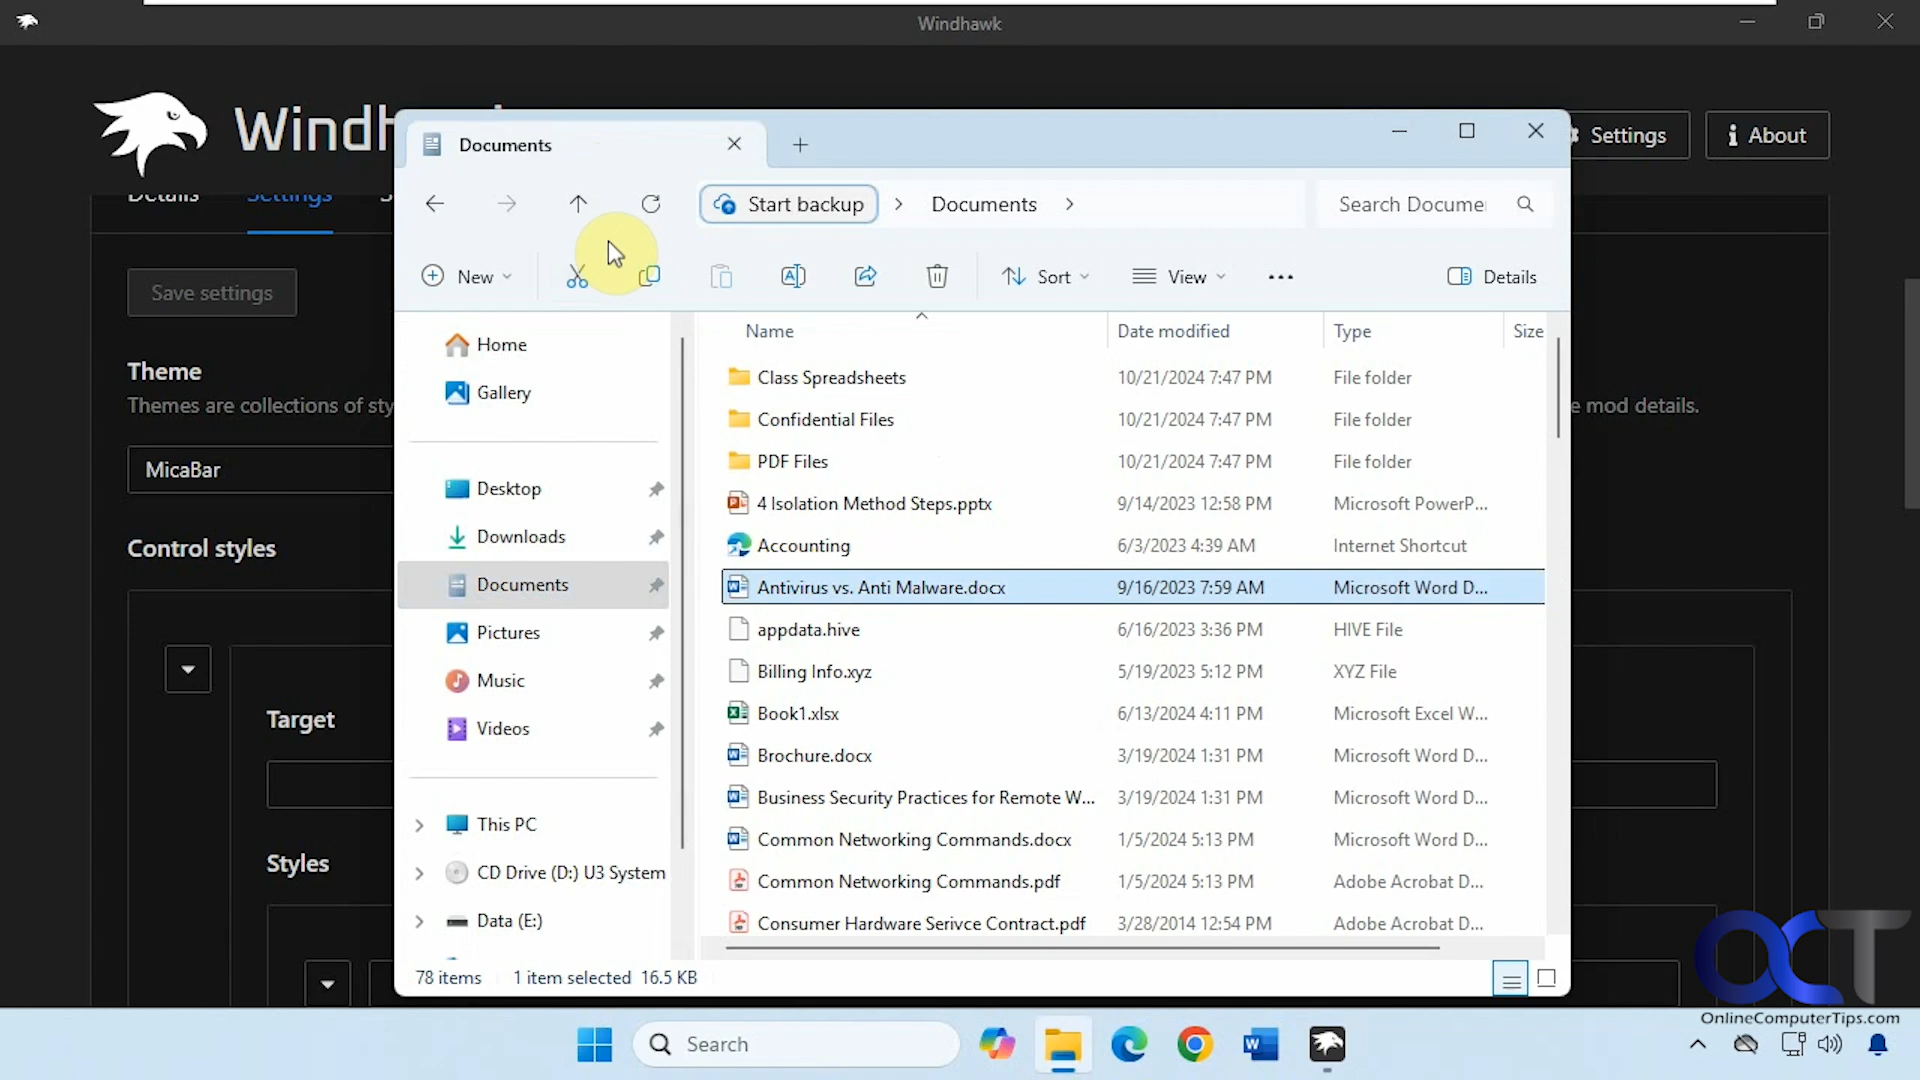 Windhawk
Windh
Settings
About
Details
Settings
S
Save settings
Theme
Themes are collections of sty
e mod details.
MicaBar
Control styles
Target
Styles
Documents
Start backup > Documents >
Search Documer
New
Sort
View
Details
Home
Gallery
Desktop
Downloads
Documents
Pictures
Music
Videos
This PC
CD Drive (D:) U3 System
Data (E:)
Name Date modified Type Size
Class Spreadsheets 10/21/2024 7:47 PM File folder
Confidential Files 10/21/2024 7:47 PM File folder
PDF Files 10/21/2024 7:47 PM File folder
4 Isolation Method Steps.pptx 9/14/2023 12:58 PM Microsoft PowerP...
Accounting 6/3/2023 4:39 AM Internet Shortcut
Antivirus vs. Anti Malware.docx 9/16/2023 7:59 AM Microsoft Word D...
appdata.hive 6/16/2023 3:36 PM HIVE File
Billing Info.xyz 5/19/2023 5:12 PM XYZ File
Book1.xlsx 6/13/2024 4:11 PM Microsoft Excel W...
Brochure.docx 3/19/2024 1:31 PM Microsoft Word D...
Business Security Practices for Remote W... 3/19/2024 1:31 PM Microsoft Word D...
Common Networking Commands.docx 1/5/2024 5:13 PM Microsoft Word D...
Common Networking Commands.pdf 1/5/2024 5:13 PM Adobe Acrobat D...
Consumer Hardware Serivce Contract.pdf 3/28/2014 12:54 PM Adobe Acrobat D...
78 items 1 item selected 16.5 KB
OCT
OnlineComputerTips.com
Search